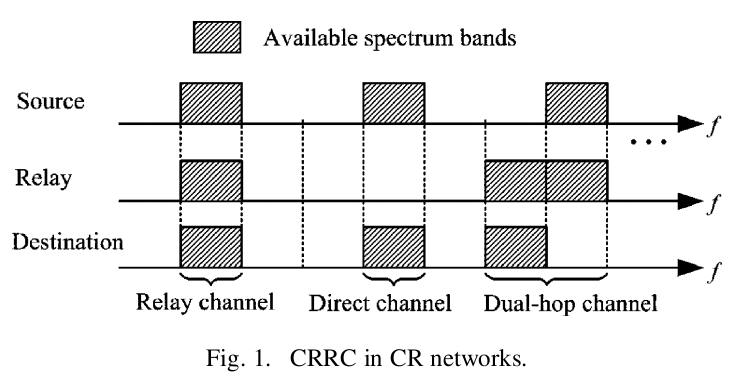 Available spectrum bands
Source
f
...
Relay
f
Destination
f
Relay channel
Direct channel
Dual-hop channel
Fig. 1. CRRC in CR networks.